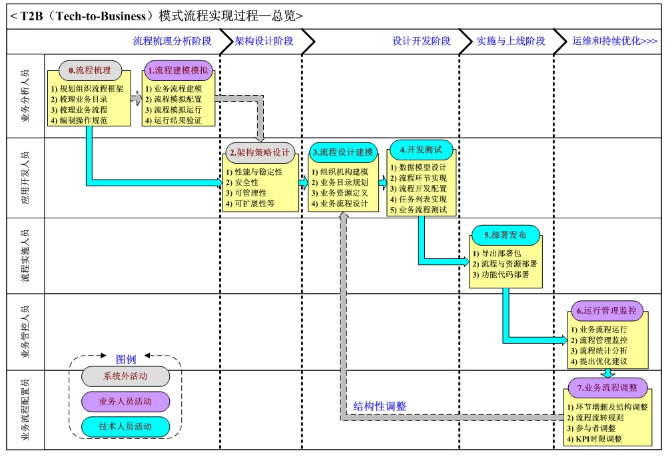 < T2B（Tech-to-Business）模式流程实现过程—总览>
流程梳理分析阶段
架构设计阶段
设计开发阶段
实施与上线阶段
运维和持续优化>>>
业务分析人员
0.流程梳理
1) 规划组织流程框架
2) 梳理业务目录
3) 梳理业务流程
4) 编制操作规范
1.流程建模模拟
1) 业务流程建模
2) 流程模拟配置
3) 流程模拟运行
4) 运行结果验证
应用开发人员
2.架构策略设计
1) 性能与稳定性
2) 安全性
3) 可管理性
4) 可扩展性等
3.流程设计建模
1) 组织机构建模
2) 业务目录规划
3) 业务资源定义
4) 业务流程设计
4.开发测试
1) 数据模型设计
2) 流程环节实现
3) 流程开发配置
4) 任务列表实现
5) 业务流程测试
流程实施人员
5.部署发布
1) 导出部署包
2) 流程与资源部署
3) 功能代码部署
业务管控人员
6.运行管理监控
1) 业务流程运行
2) 流程管理监控
3) 流程统计分析
4) 提出优化建议
业务流程配置员
图例
系统外活动
业务人员活动
技术人员活动
结构性调整
7.业务流程调整
1) 环节增删及结构调整
2) 流程流转规则
3) 参与者调整
4) KPI时限调整